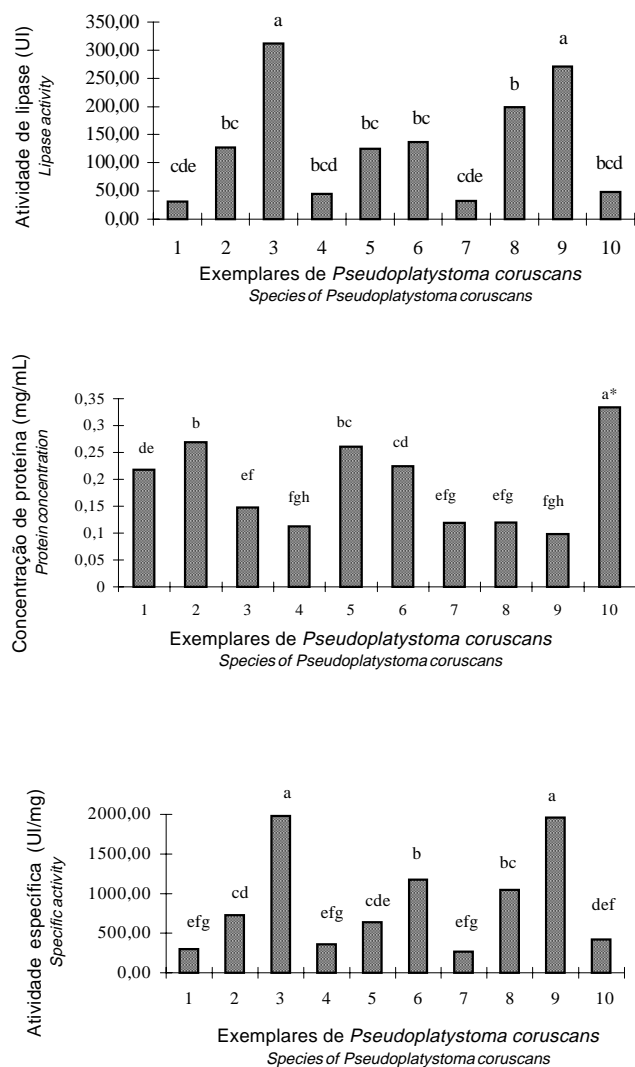 Atividade de lipase (UI)
Lipase activity
350,00
300,00
250,00
200,00
150,00
100,00
50,00
0,00
cde
bc
a
bcd
bc
bc
cde
b
a
bcd
1 2 3 4 5 6 7 8 9 10
Exemplares de Pseudoplatystoma coruscans
Species of Pseudoplatystoma coruscans
Concentração de proteína (mg/mL)
Protein concentration
0,35
0,3
0,25
0,2
0,15
0,1
0,05
0
de
b
ef
fgh
bc
cd
efg
efg
fgh
a*
1 2 3 4 5 6 7 8 9 10
Exemplares de Pseudoplatystoma coruscans
Species of Pseudoplatystoma coruscans
Atividade específica (UI/mg)
Specific activity
2000,00
1500,00
1000,00
500,00
0,00
efg
cd
a
efg
cde
b
efg
bc
a
def
1 2 3 4 5 6 7 8 9 10
Exemplares de Pseudoplatystoma coruscans
Species of Pseudoplatystoma coruscans